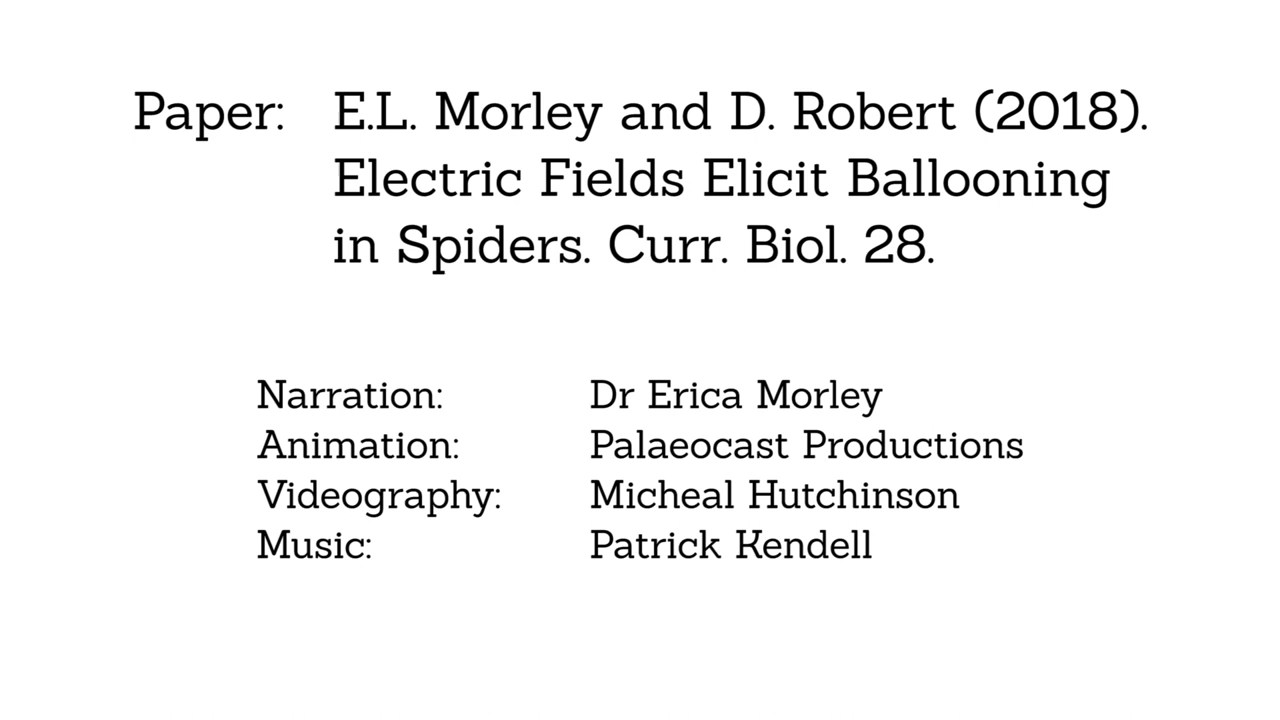 Paper: E.L. Morley and D. Robert (2018).
Electric Fields Elicit Ballooning
in Spiders. Curr. Biol. 28.
Narration: Dr Erica Morley
Animation: Palaeocast Productions
Videography: Micheal Hutchinson
Music: Patrick Kendell